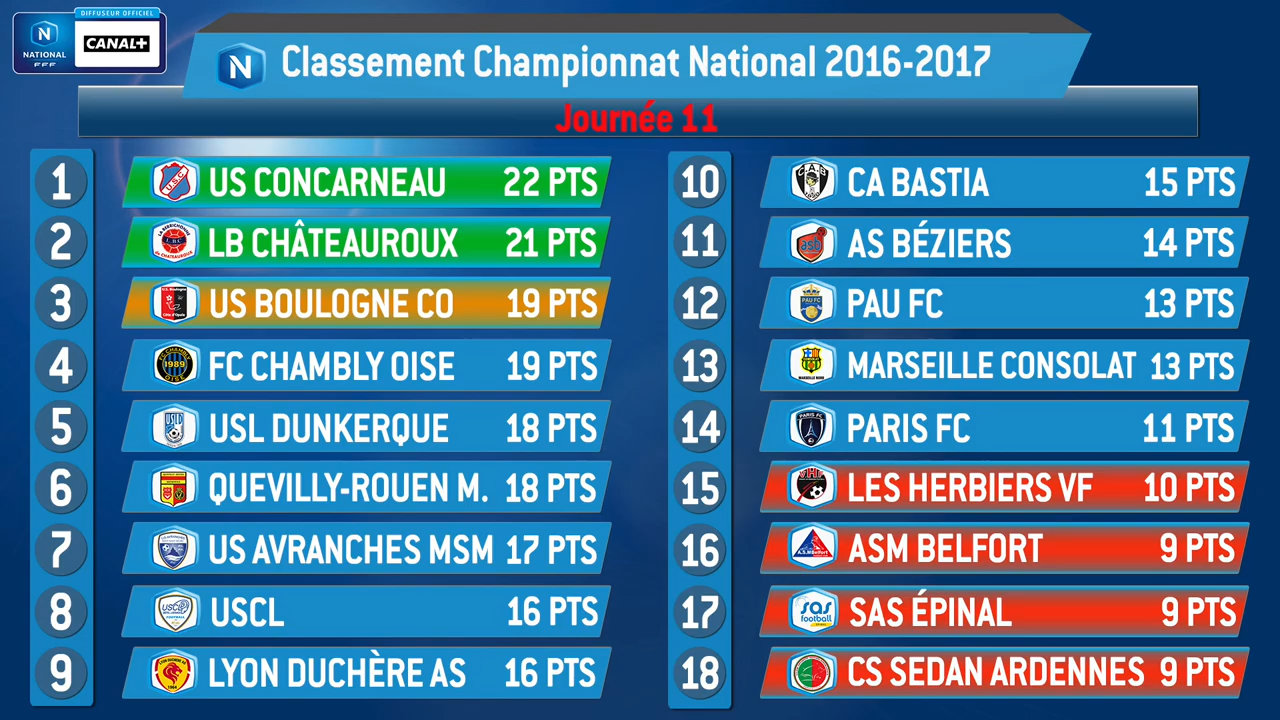 DIFFUSEUR OFFICIEL
N
NATIONAL
FFF
CANAL+
N Classement Championnat National 2016-2017
Journée 11
1 US CONCARNEAU 22 PTS
2 LB CHÂTEAUROUX 21 PTS
3 US BOULOGNE CO 19 PTS
4 FC CHAMBLY OISE 19 PTS
5 USL DUNKERQUE 18 PTS
6 QUEVILLY-ROUEN M. 18 PTS
7 US AVRANCHES MSM 17 PTS
8 USCL 16 PTS
9 LYON DUCHÈRE AS 16 PTS
10 CA BASTIA 15 PTS
11 AS BÉZIERS 14 PTS
12 PAU FC 13 PTS
13 MARSEILLE CONSOLAT 13 PTS
14 PARIS FC 11 PTS
15 LES HERBIERS VF 10 PTS
16 ASM BELFORT 9 PTS
17 SAS ÉPINAL 9 PTS
18 CS SEDAN ARDENNES 9 PTS